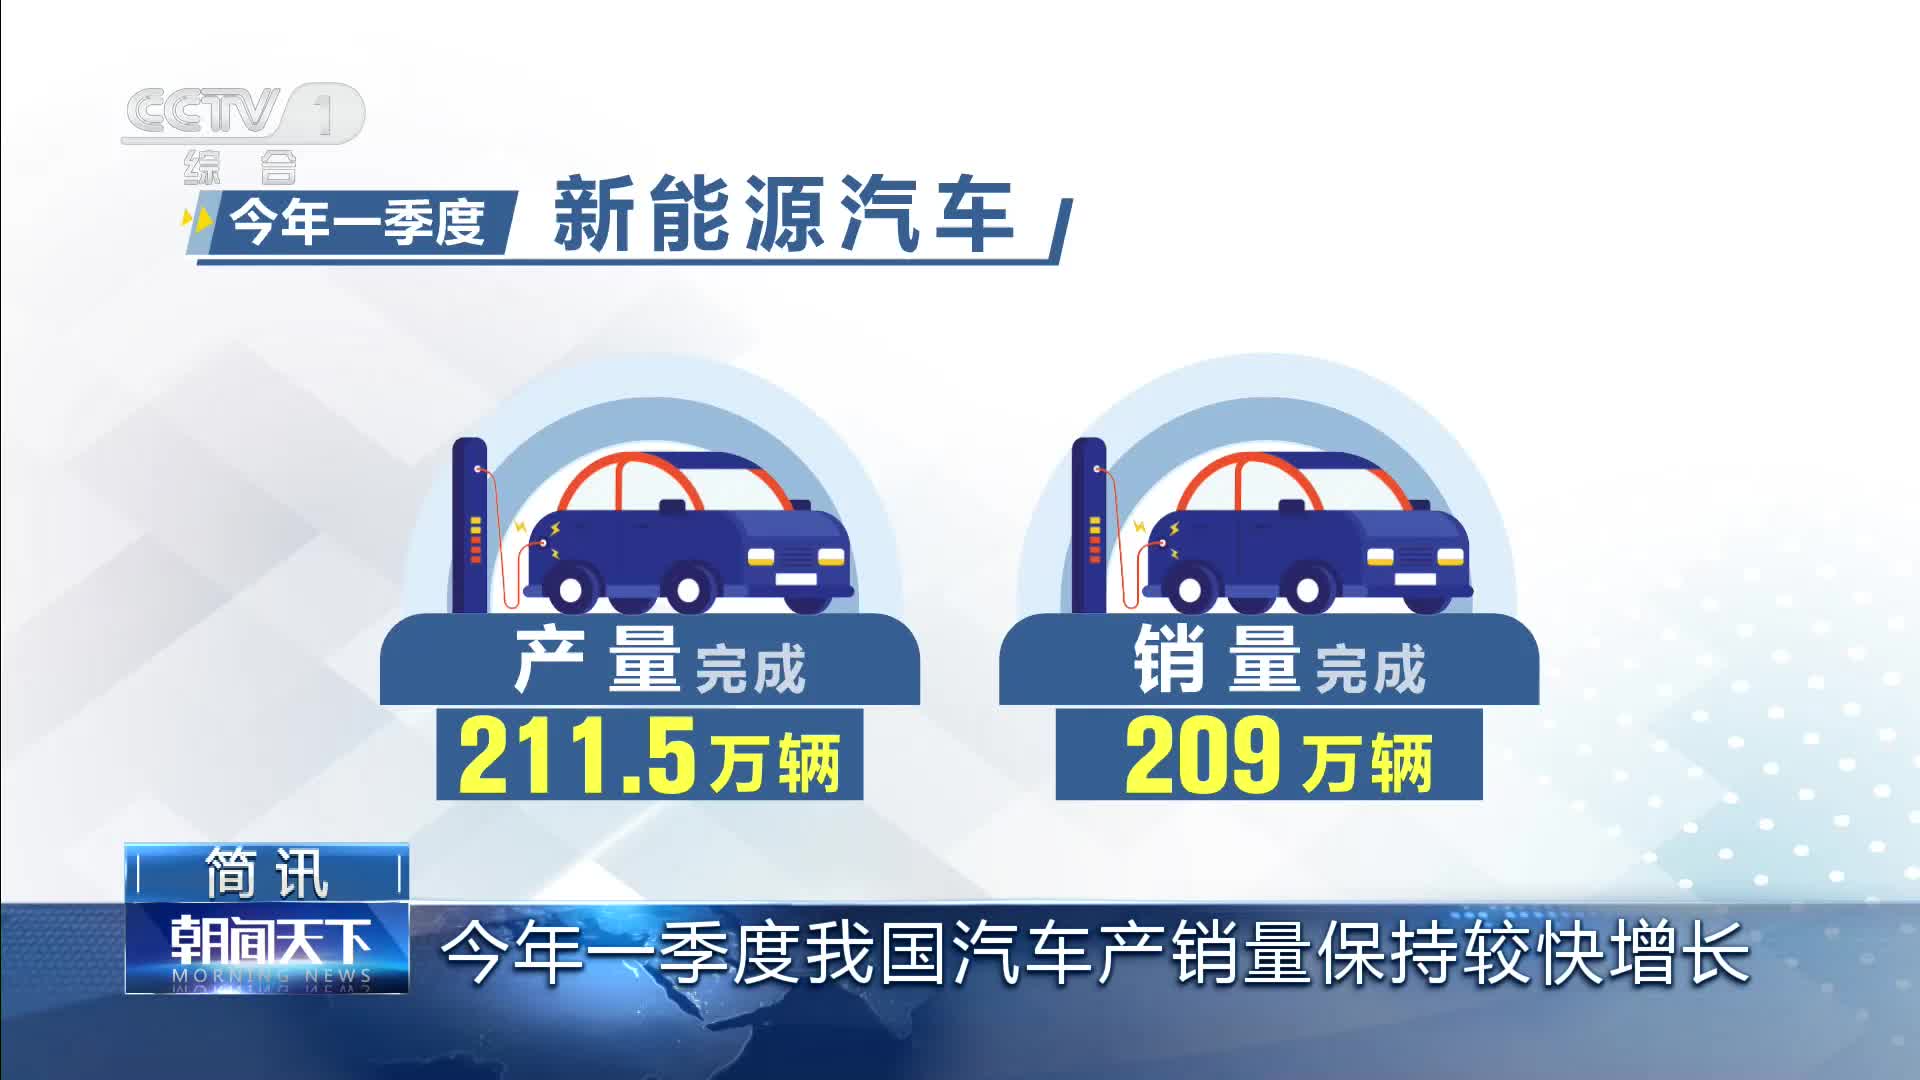 CCTV 1
综合
今年一季度 新能源汽车
产量完成
211.5万辆
销量完成
209万辆
简讯
朝闻天下
MORNING NEWS
今年一季度我国汽车产销量保持较快增长